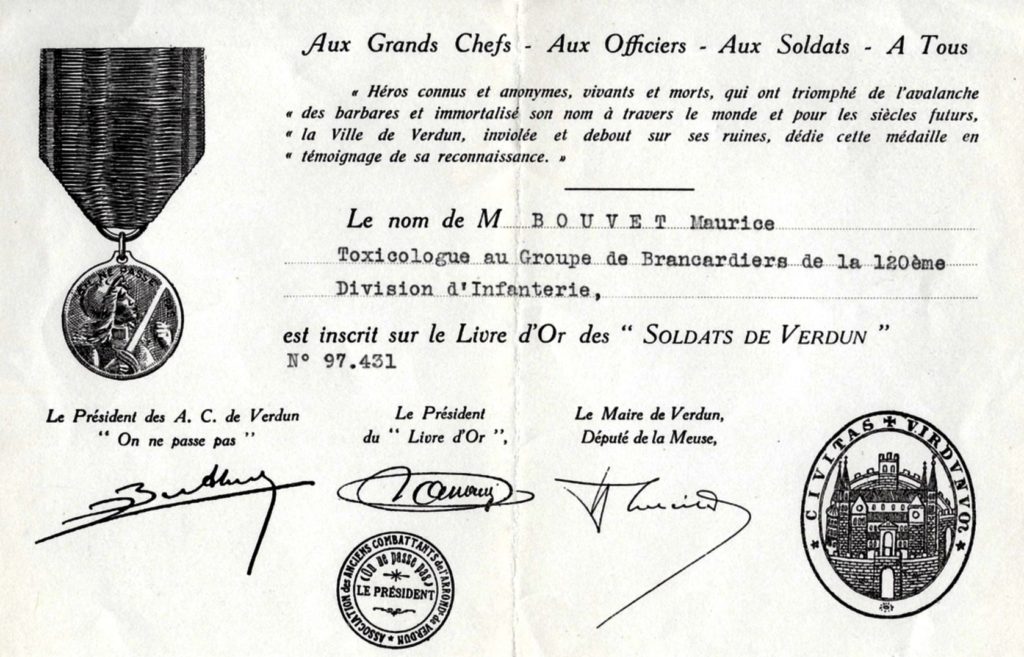 Aux Grands Chefs - Aux Officiers - Aux Soldats - A Tous
« Héros connus et anonymes, vivants et morts, qui ont triomphé de l'avalanche
« des barbares et immortalisé son nom à travers le monde et pour les siècles futurs,
« la Ville de Verdun, inviolée et debout sur ses ruines, dédie cette médaille en
« témoignage de sa reconnaissance. »
Le nom de M BOUVET Maurice
Toxicologue au Groupe de Brancardiers de la 120ème
Division d'Infanterie,
est inscrit sur le Livre d'Or des “ SOLDATS DE VERDUN ”
N° 97.431
NE PASSE
Le Président des A. C. de Verdun
“ On ne passe pas ”
Le Président
du “ Livre d'Or ”,
Le Maire de Verdun,
Député de la Meuse,
ASSOCIATION des ANCIENS COMBATTANTS de l'ARRONDt de VERDUN
(On ne passe pas)
LE PRÉSIDENT
CIVITAS ✠ VIRDVNVM